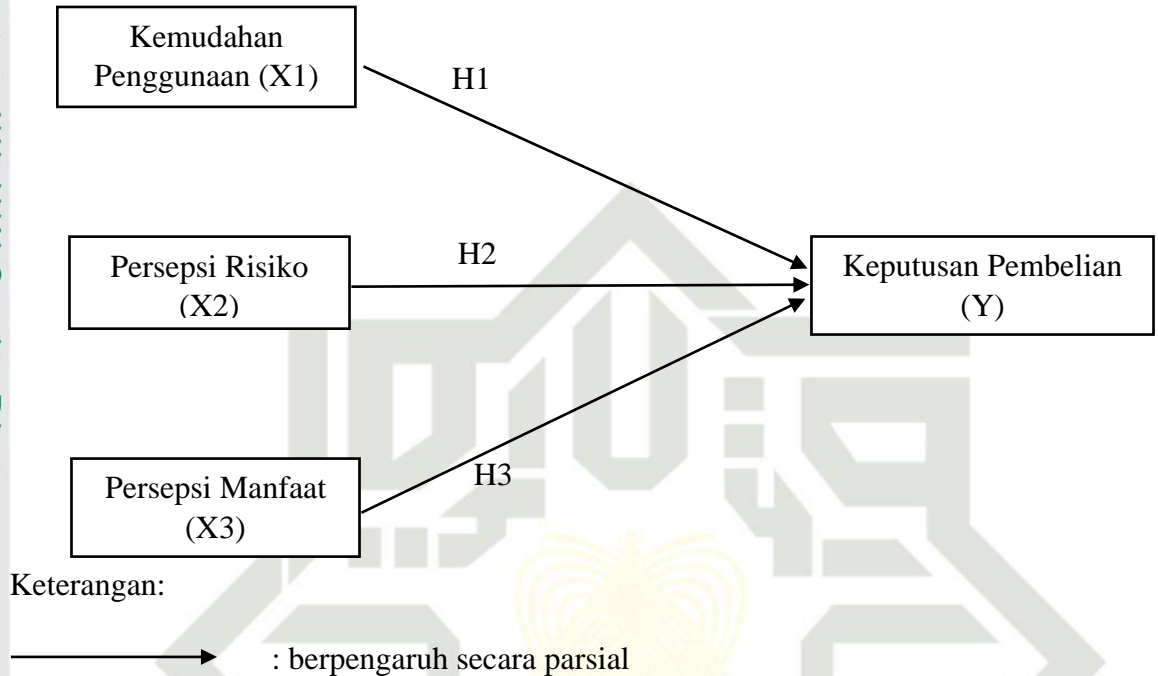 Kemudahan
Penggunaan (X1)
H1
Persepsi Risiko
(X2)
H2
Keputusan Pembelian
(Y)
Persepsi Manfaat
(X3)
H3
Keterangan:
: berpengaruh secara parsial